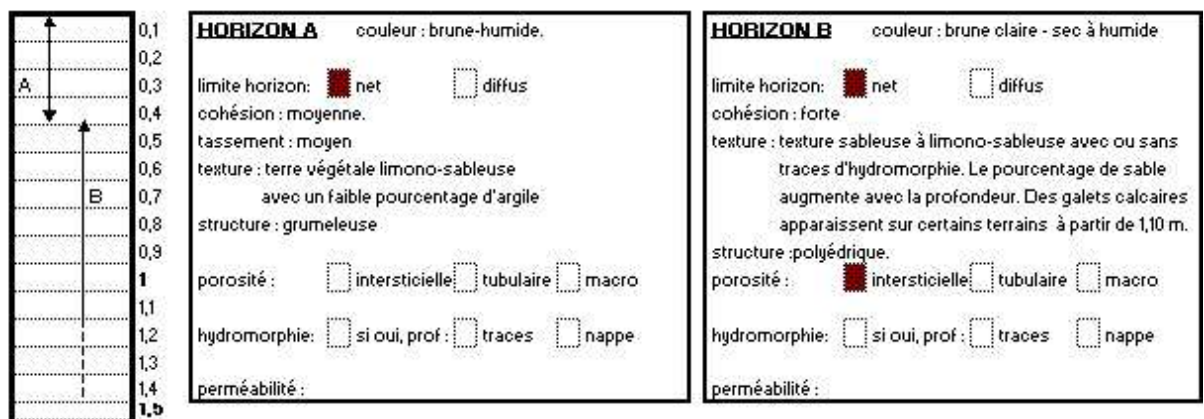 0,1
0,2
0,3
0,4
0,5
0,6
0,7
0,8
0,9
1
1,1
1,2
1,3
1,4
1,5
A
B
HORIZON A couleur : brune-humide.
limite horizon: net diffus
cohésion : moyenne.
tassement : moyen
texture : terre végétale limono-sableuse
avec un faible pourcentage d'argile
structure : grumeleuse
porosité : intersticielle tubulaire macro
hydromorphie: si oui, prof : traces nappe
perméabilité :
HORIZON B couleur : brune claire - sec à humide
limite horizon: net diffus
cohésion : forte
texture : texture sableuse à limono-sableuse avec ou sans
traces d'hydromorphie. Le pourcentage de sable
augmente avec la profondeur. Des galets calcaires
apparaissent sur certains terrains à partir de 1,10 m.
structure :polyédrique.
porosité : intersticielle tubulaire macro
hydromorphie: si oui, prof : traces nappe
perméabilité :